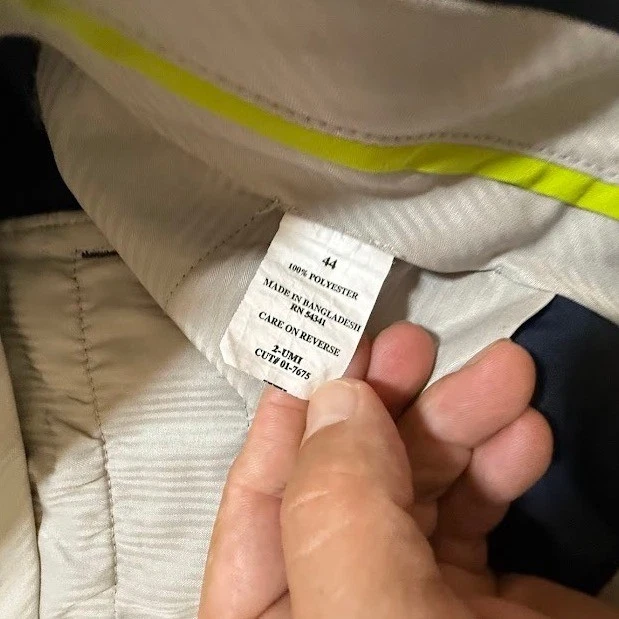 44
100% POLYESTER
MADE IN BANGLADESH
RN 54341
CARE ON REVERSE
2-UMI
CUT# 01-7675